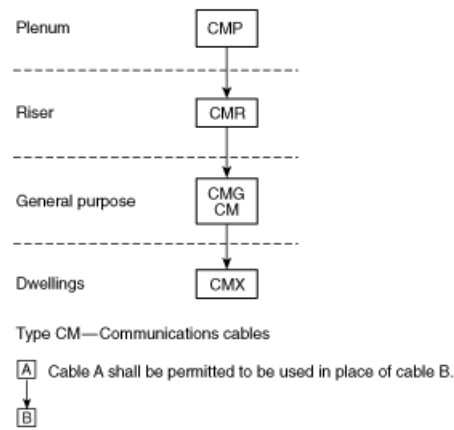 Plenum CMP
Riser CMR
General purpose CMG
CM
Dwellings CMX
Type CM—Communications cables
A Cable A shall be permitted to be used in place of cable B.
B